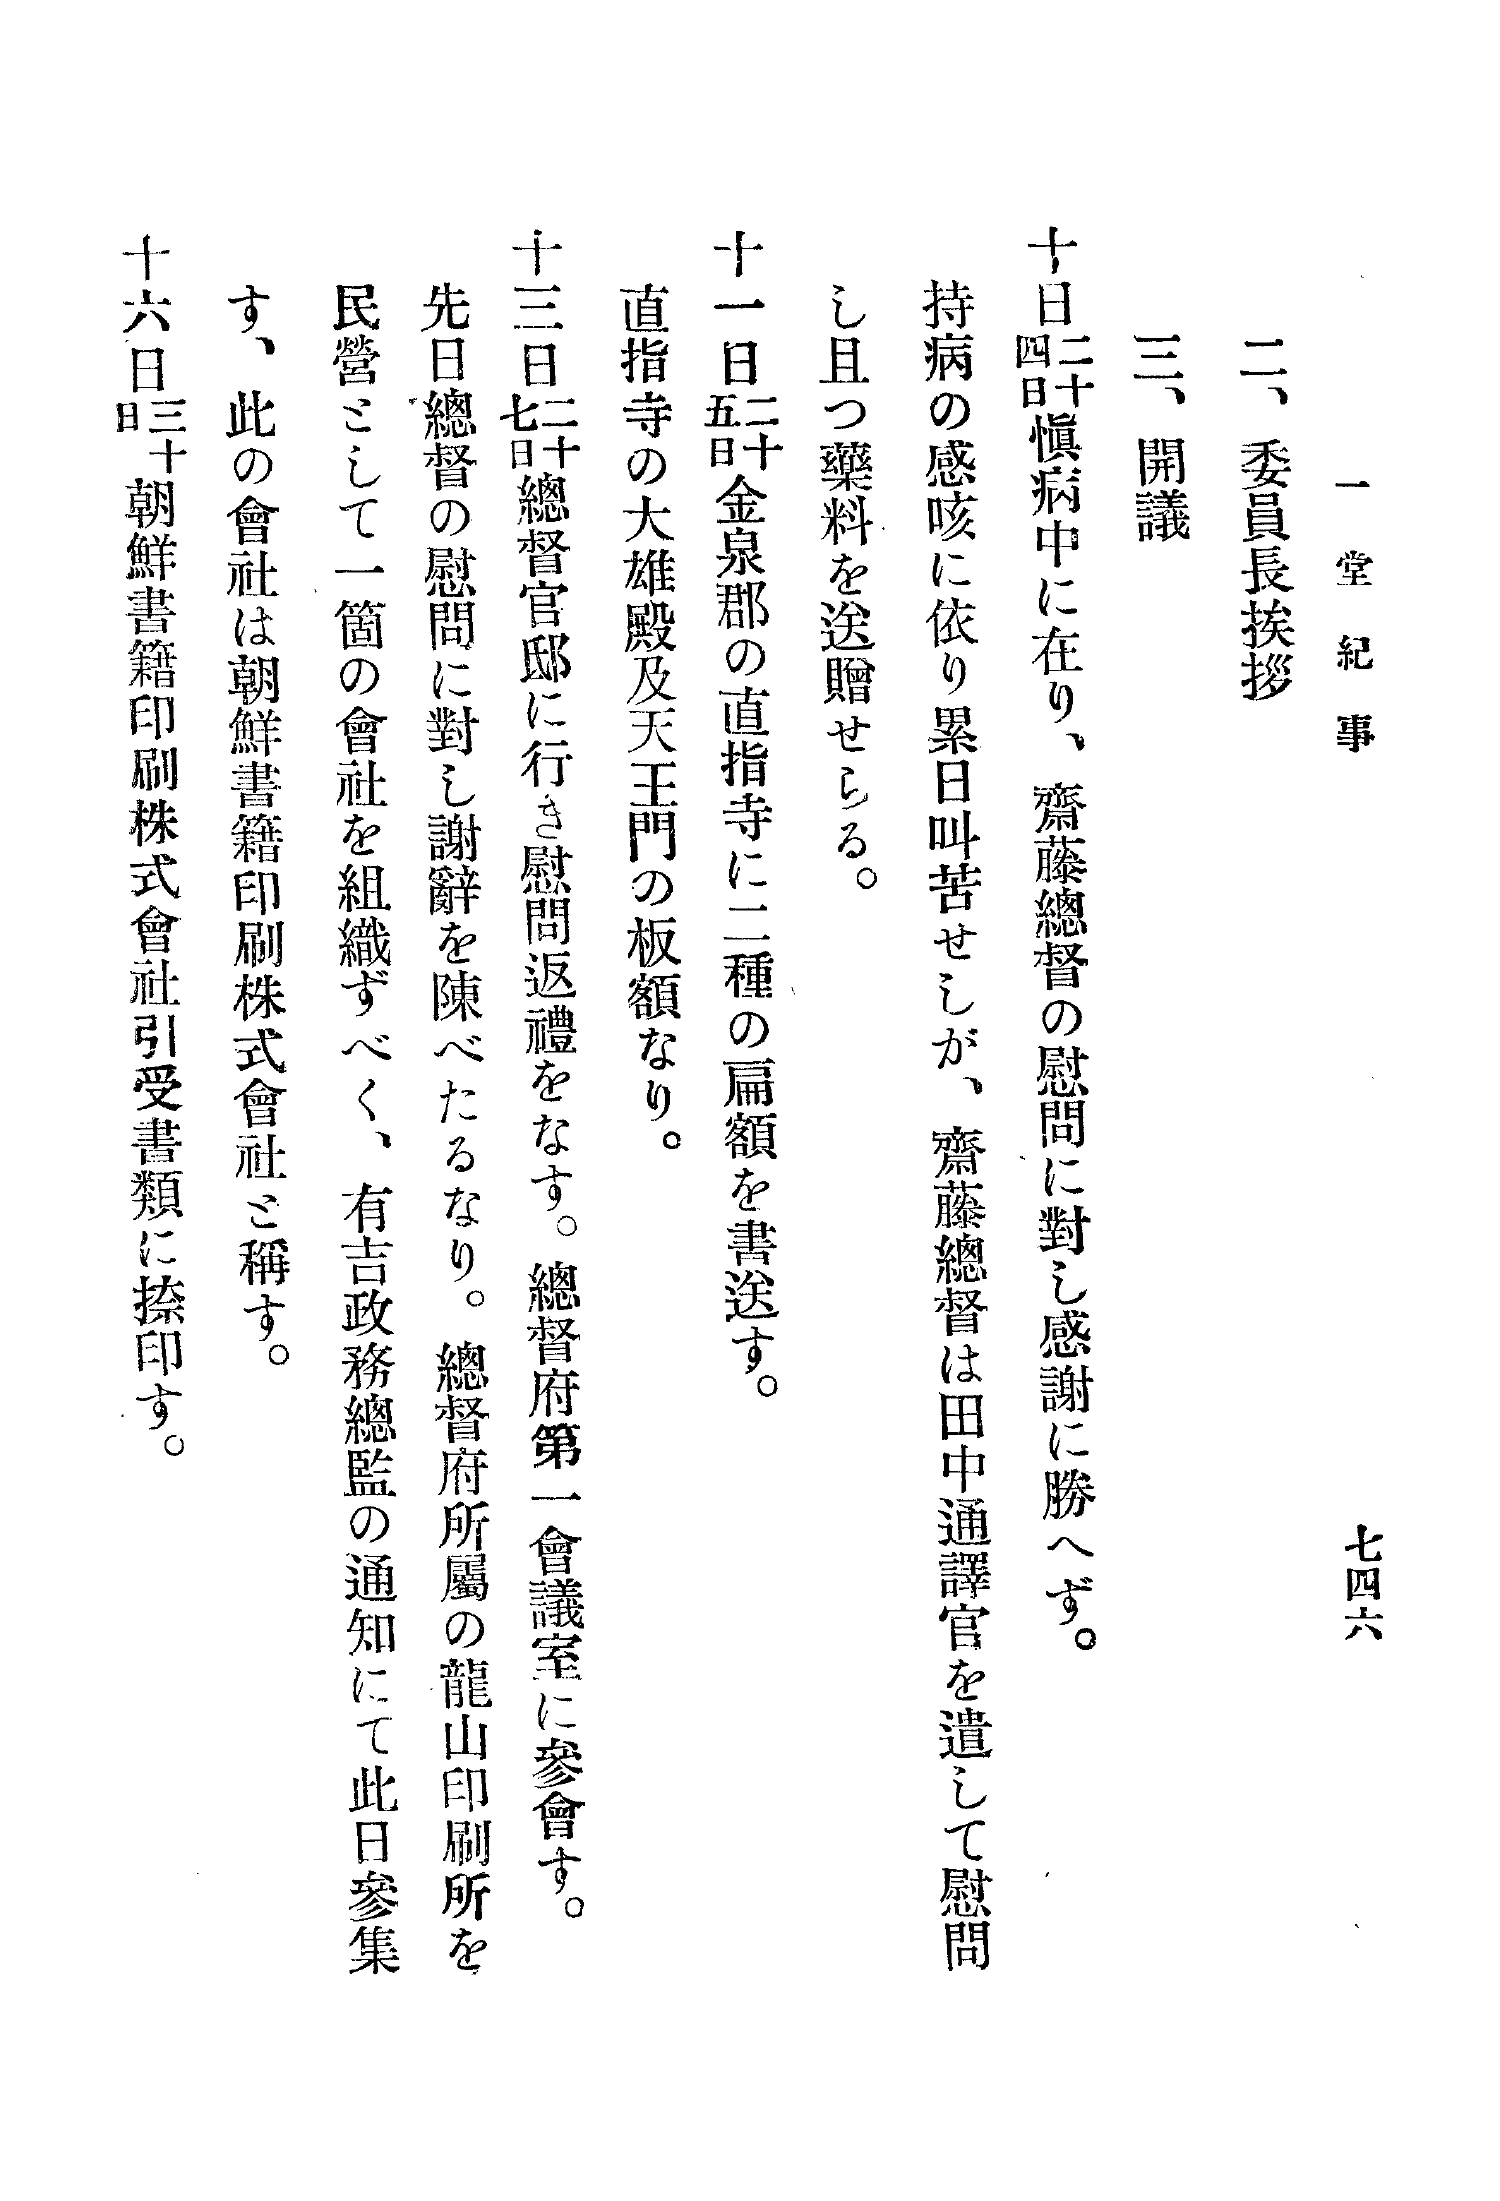 一堂紀事
七四六
二、委員長挨拶
三、開議
十日二十四日愼病中に在り、齋藤總督の慰問に對し感謝に勝へず。
持病の感咳に依り累日叫苦せしが、齋藤總督は田中通譯官を遣して慰問
し且つ藥料を送贈せらる。
十一日二十五日金泉郡の直指寺に二種の扁額を書送す。
直指寺の大雄殿及天王門の板額なり。
十三日二十七日總督官邸に行き慰問返禮をなす。總督府第一會議室に參會す。
先日總督の慰問に對し謝辭を陳べたるなり。總督府所屬の龍山印刷所を
民營として一箇の會社を組織ずべく、有吉政務總監の通知にて此日參集
す、此の會社は朝鮮書籍印刷株式會社と稱す。
十六日三十日朝鮮書籍印刷株式會社引受書類に捺印す。